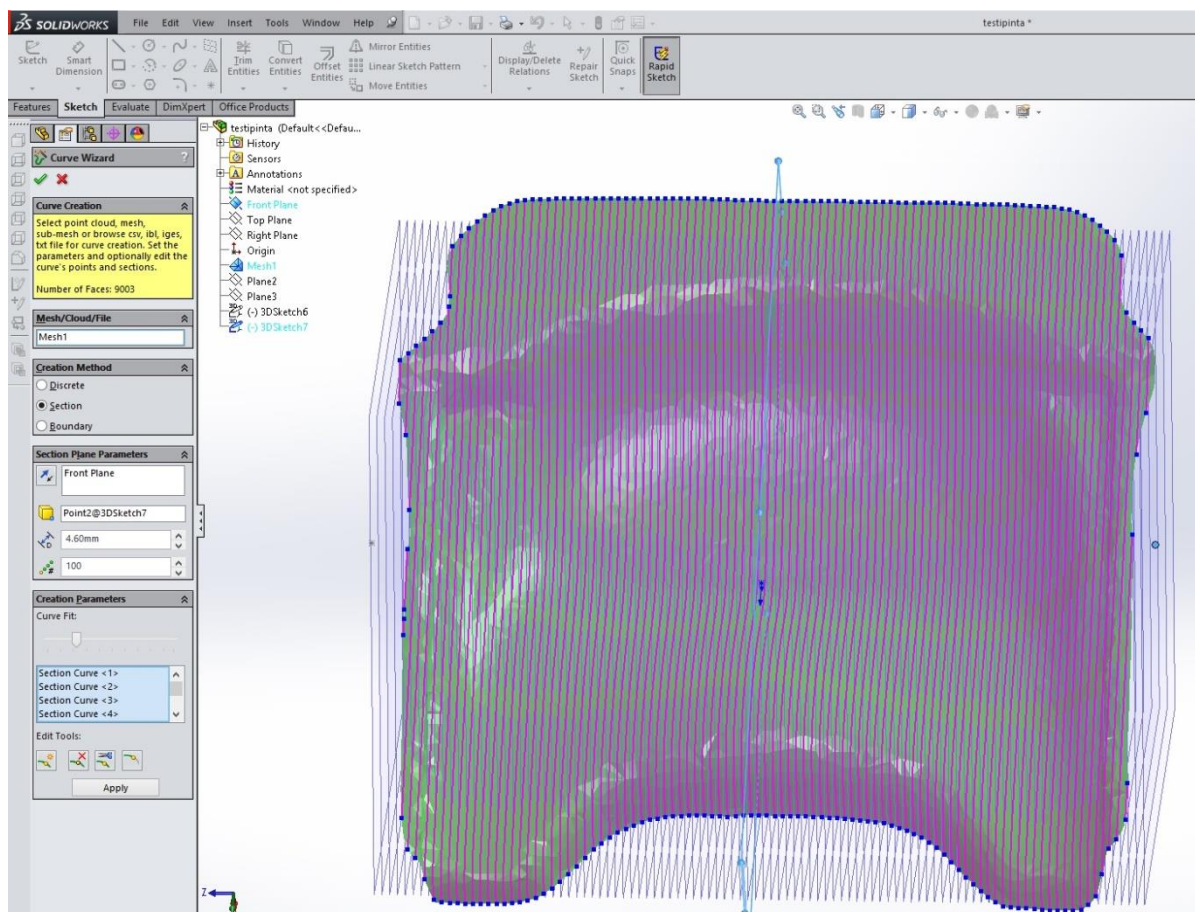 SOLIDWORKS File Edit View Insert Tools Window Help testipinta *
Sketch Smart Dimension
Trim Entities Convert Entities Offset Entities
Mirror Entities
Linear Sketch Pattern
Move Entities
Display/Delete Relations Repair Sketch Quick Snaps Rapid Sketch
Features Sketch Evaluate DimXpert Office Products
Curve Wizard ?
Curve Creation
Select point cloud, mesh,
sub-mesh or browse csv, ibl, iges,
txt file for curve creation. Set the
parameters and optionally edit the
curve's points and sections.
Number of Faces: 9003
Mesh/Cloud/File
Mesh1
Creation Method
Discrete
Section
Boundary
Section Plane Parameters
Front Plane
Point2@3DSketch7
4.60mm
100
Creation Parameters
Curve Fit:
Section Curve <1>
Section Curve <2>
Section Curve <3>
Section Curve <4>
Edit Tools:
Apply
testipinta (Default<<Defau...
History
Sensors
Annotations
Material <not specified>
Front Plane
Top Plane
Right Plane
Origin
Mesh1
Plane2
Plane3
(-) 3DSketch6
(-) 3DSketch7
Z